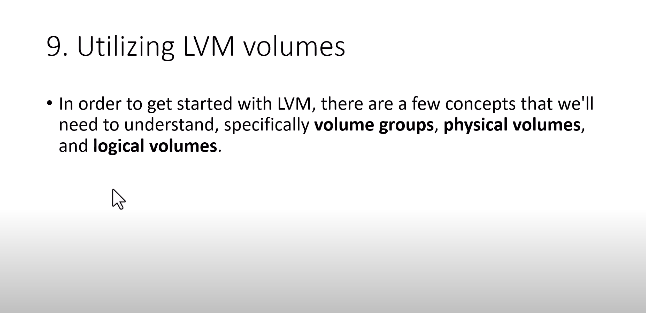 9. Utilizing LVM volumes
• In order to get started with LVM, there are a few concepts that we'll
need to understand, specifically volume groups, physical volumes,
and logical volumes.